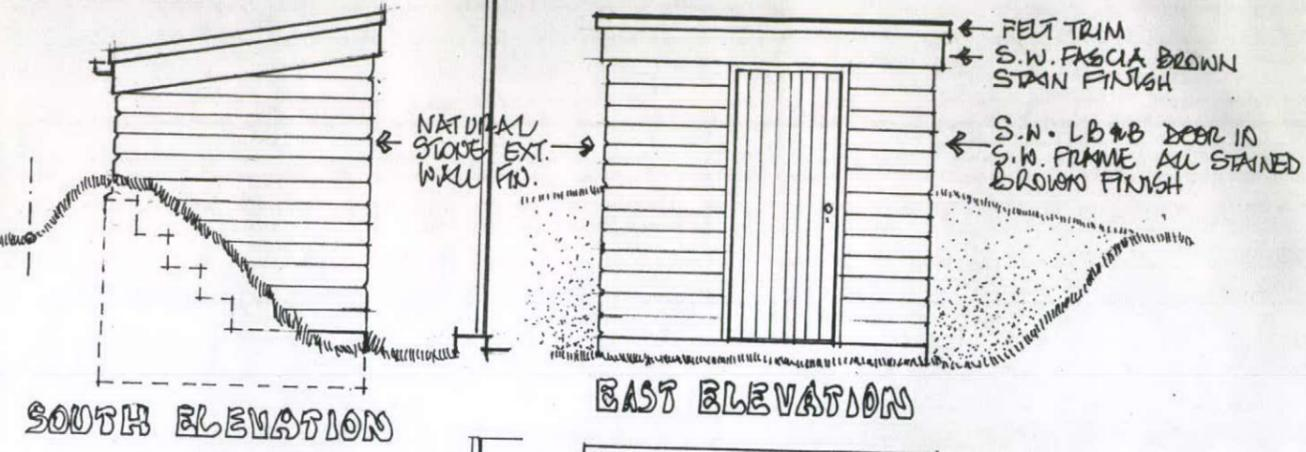 FELT TRIM
S.W. FASCIA BROWN
STAIN FINISH
NATURAL
STONE EXT.
WALL FIN.
S.W. LB&B DOOR IN
S.W. FRAME ALL STAINED
BROWN FINISH
SOUTH ELEVATION
EAST ELEVATION